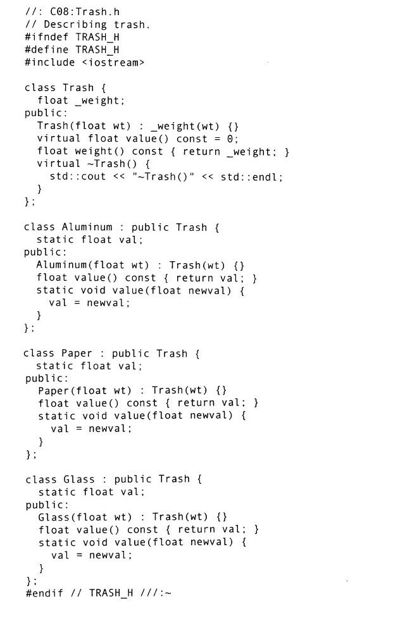 //: C08:Trash.h
// Describing trash.
#ifndef TRASH_H
#define TRASH_H
#include <iostream>

class Trash {
  float _weight;
public:
  Trash(float wt) : _weight(wt) {}
  virtual float value() const = 0;
  float weight() const { return _weight; }
  virtual ~Trash() {
    std::cout << "~Trash()" << std::endl;
  }
};

class Aluminum : public Trash {
  static float val;
public:
  Aluminum(float wt) : Trash(wt) {}
  float value() const { return val; }
  static void value(float newval) {
    val = newval;
  }
};

class Paper : public Trash {
  static float val;
public:
  Paper(float wt) : Trash(wt) {}
  float value() const { return val; }
  static void value(float newval) {
    val = newval;
  }
};

class Glass : public Trash {
  static float val;
public:
  Glass(float wt) : Trash(wt) {}
  float value() const { return val; }
  static void value(float newval) {
    val = newval;
  }
};
#endif // TRASH_H ///:~